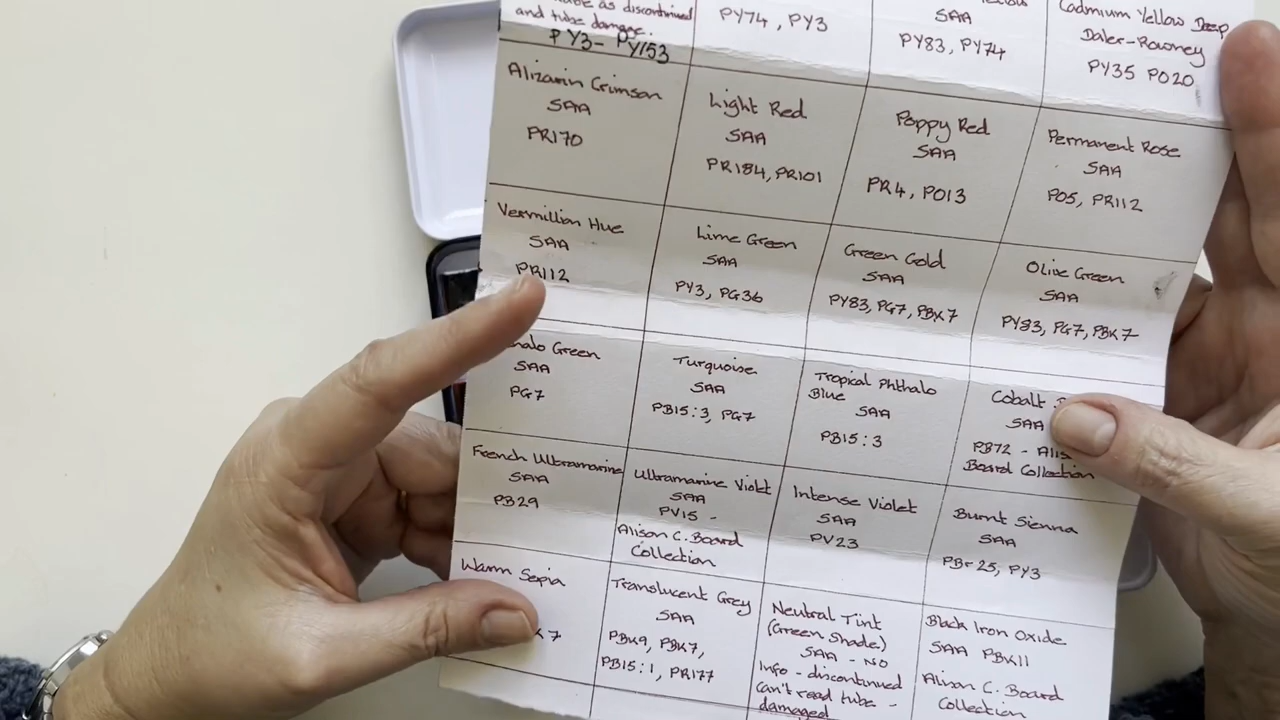 as discontinued
and tube damage.
PY3 - PY153
PY74, PY3
SAA
PY83, PY74
Cadmium Yellow Deep
Daler-Rowney
PY35 PO20
Alizarin Crimson
SAA
PR170
Light Red
SAA
PR184, PR101
Poppy Red
SAA
PR4, PO13
Permanent Rose
SAA
PO5, PR112
Vermillion Hue
SAA
PR112
Lime Green
SAA
PY3, PG36
Green Gold
SAA
PY83, PG7, PBK7
Olive Green
SAA
PY83, PG7, PBK7
Green
SAA
PG7
Turquoise
SAA
PB15:3, PG7
Tropical Phthalo
Blue
SAA
PB15:3
Cobalt
SAA
PB72 -
Board Collection
French Ultramarine
SAA
PB29
Ultramarine Violet
SAA
PV15 -
Alison C. Board
Collection
Intense Violet
SAA
PV23
Burnt Sienna
SAA
PBr25, PY3
Warm Sepia
7
Translucent Grey
SAA
PBK9, PBK7,
PB15:1, PR177
Neutral Tint
(Green Shade)
SAA - NO
Info - discontinued
can't read tube -
damaged
Black Iron Oxide
SAA PBK11
Alison C. Board
Collection